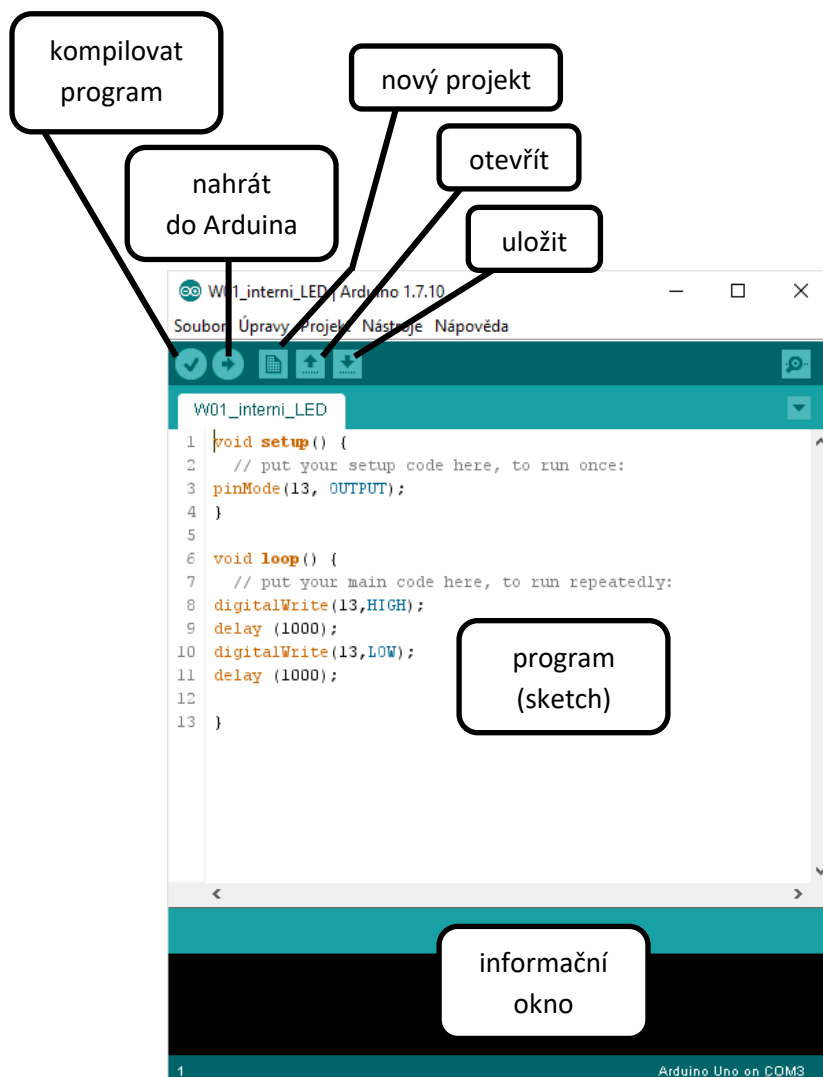 kompilovat
program
nový projekt
otevřít
nahrát
do Arduina
uložit
W01_interni_LED | Arduino 1.7.10
Soubor Úpravy Projekt Nástroje Nápověda
W01_interni_LED
1 void setup() {
2 // put your setup code here, to run once:
3 pinMode(13, OUTPUT);
4 }
5
6 void loop() {
7 // put your main code here, to run repeatedly:
8 digitalWrite(13,HIGH);
9 delay (1000);
10 digitalWrite(13,LOW);
11 delay (1000);
12
13 }
program
(sketch)
informační
okno
1 Arduino Uno on COM3